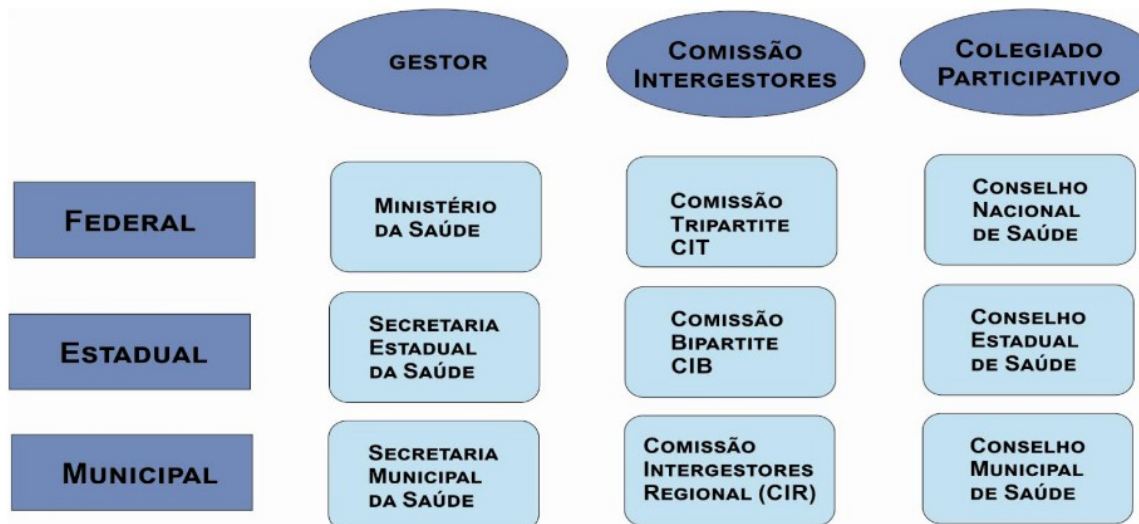 GESTOR
COMISSÃO
INTERGESTORES
COLEGIADO
PARTICIPATIVO
FEDERAL
MINISTÉRIO
DA SAÚDE
COMISSÃO
TRIPARTITE
CIT
CONSELHO
NACIONAL
DE SAÚDE
ESTADUAL
SECRETARIA
ESTADUAL
DA SAÚDE
COMISSÃO
BIPARTITE
CIB
CONSELHO
ESTADUAL
DE SAÚDE
MUNICIPAL
SECRETARIA
MUNICIPAL
DA SAÚDE
COMISSÃO
INTERGESTORES
REGIONAL (CIR)
CONSELHO
MUNICIPAL
DE SAÚDE